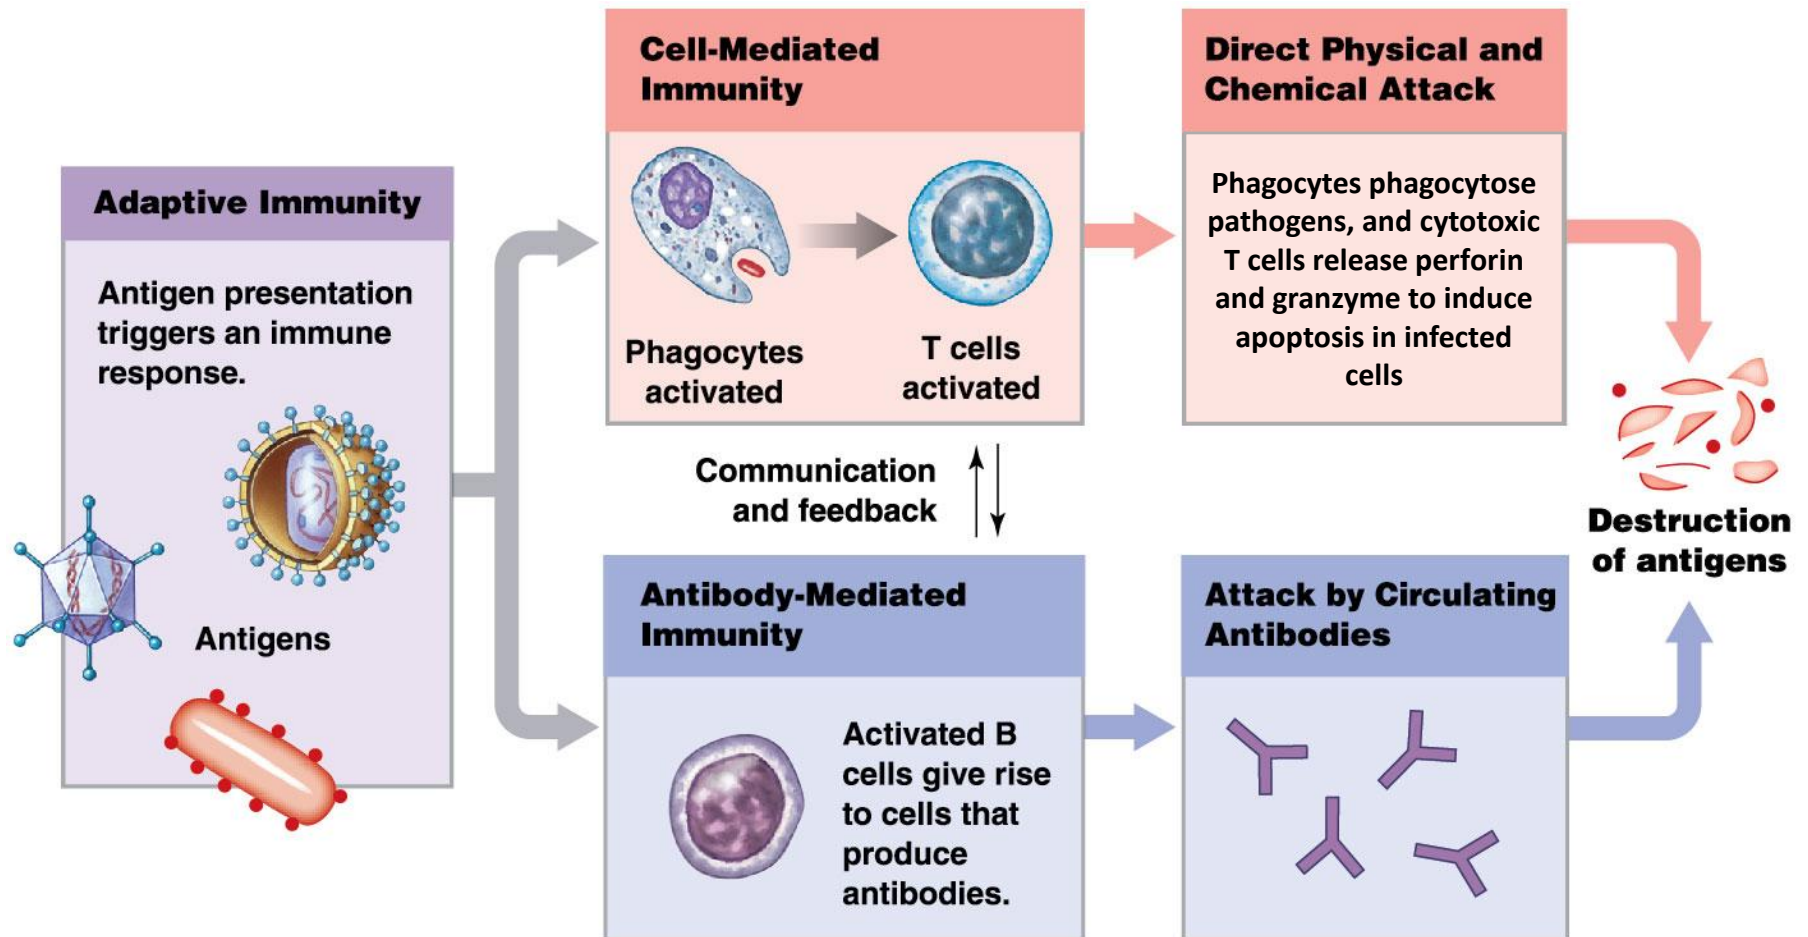 Adaptive Immunity
Antigen presentation
triggers an immune
response.
Antigens
Cell-Mediated
Immunity
Phagocytes
activated
T cells
activated
Direct Physical and
Chemical Attack
Phagocytes phagocytose
pathogens, and cytotoxic
T cells release perforin
and granzyme to induce
apoptosis in infected
cells
Communication
and feedback
Destruction
of antigens
Antibody-Mediated
Immunity
Activated B
cells give rise
to cells that
produce
antibodies.
Attack by Circulating
Antibodies